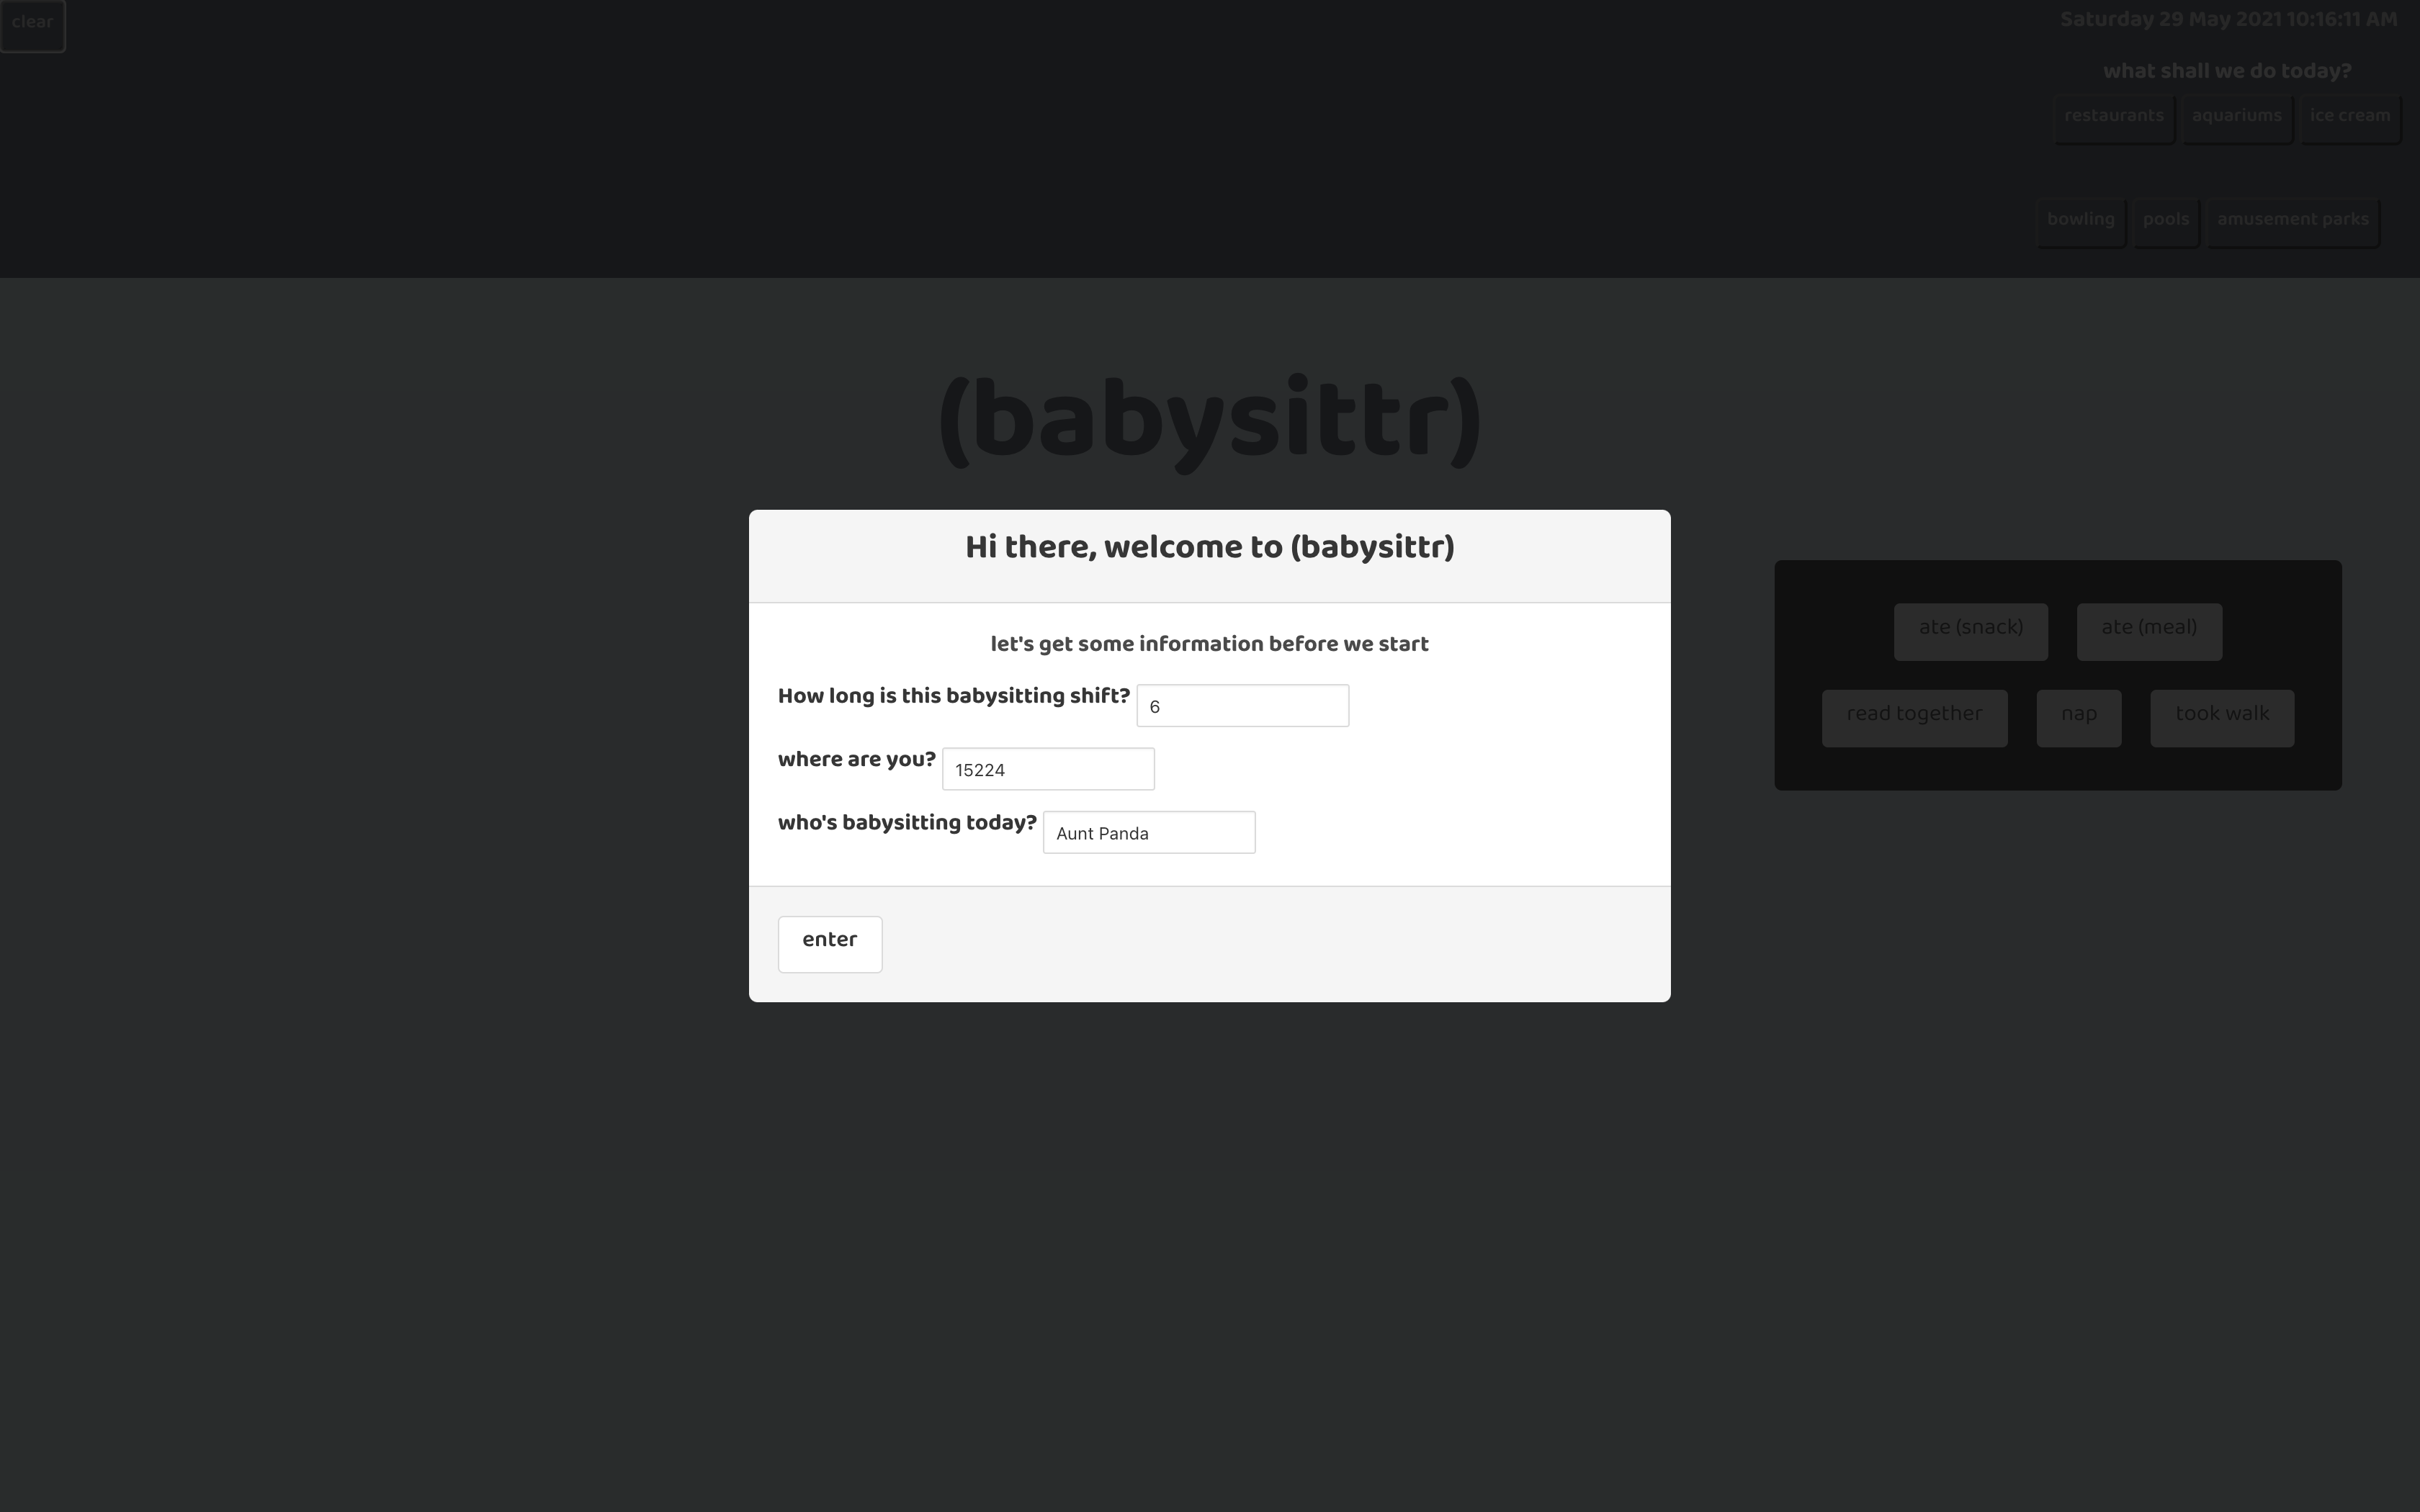 clear
Saturday 29 May 2021 10:16:11 AM
what shall we do today?
restaurants aquariums ice cream
bowling pools amusement parks
(babysittr)
Hi there, welcome to (babysittr)
let's get some information before we start
How long is this babysitting shift? 6
where are you? 15224
who's babysitting today? Aunt Panda
enter
ate (snack) ate (meal)
read together nap took walk